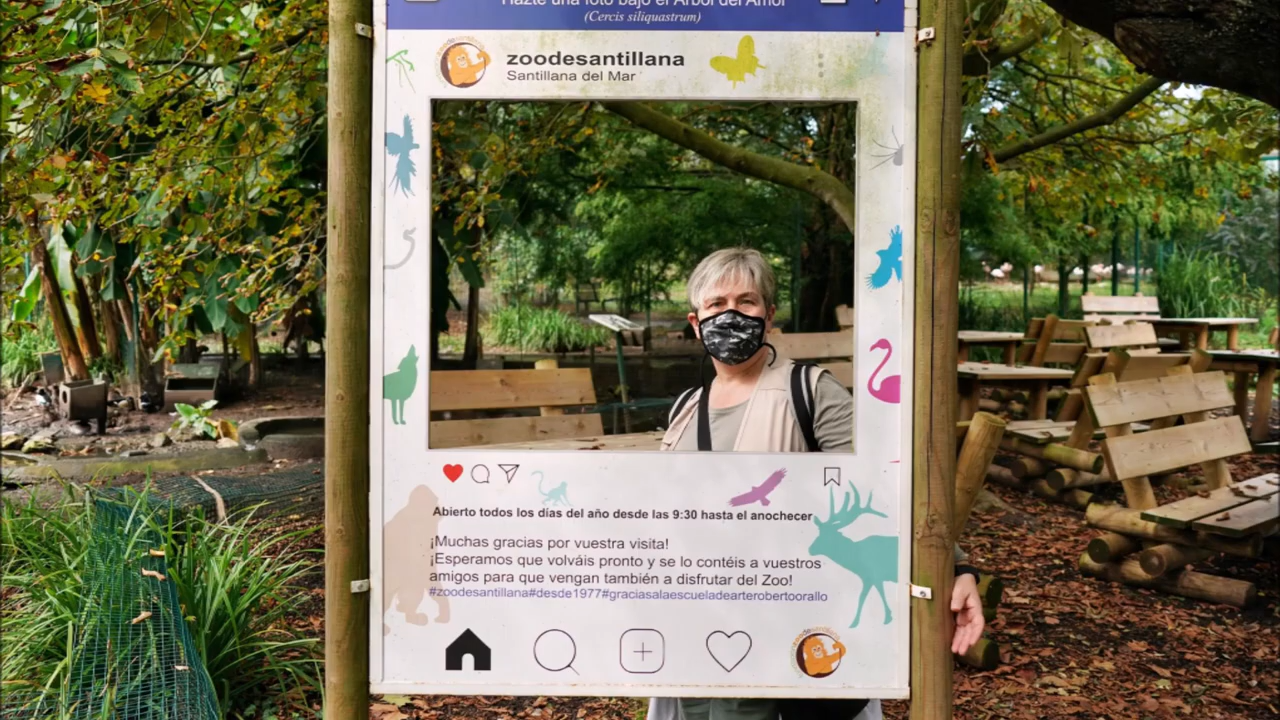 Hazte una foto bajo el Árbol del Amor
(Cercis siliquastrum)
zoodesantillana
Santillana del Mar
Abierto todos los días del año desde las 9:30 hasta el anochecer
¡Muchas gracias por vuestra visita!
¡Esperamos que volváis pronto y se lo contéis a vuestros
amigos para que vengan también a disfrutar del Zoo!
#zoodesantillana#desde1977#graciasalaescueladearterobertoorallo